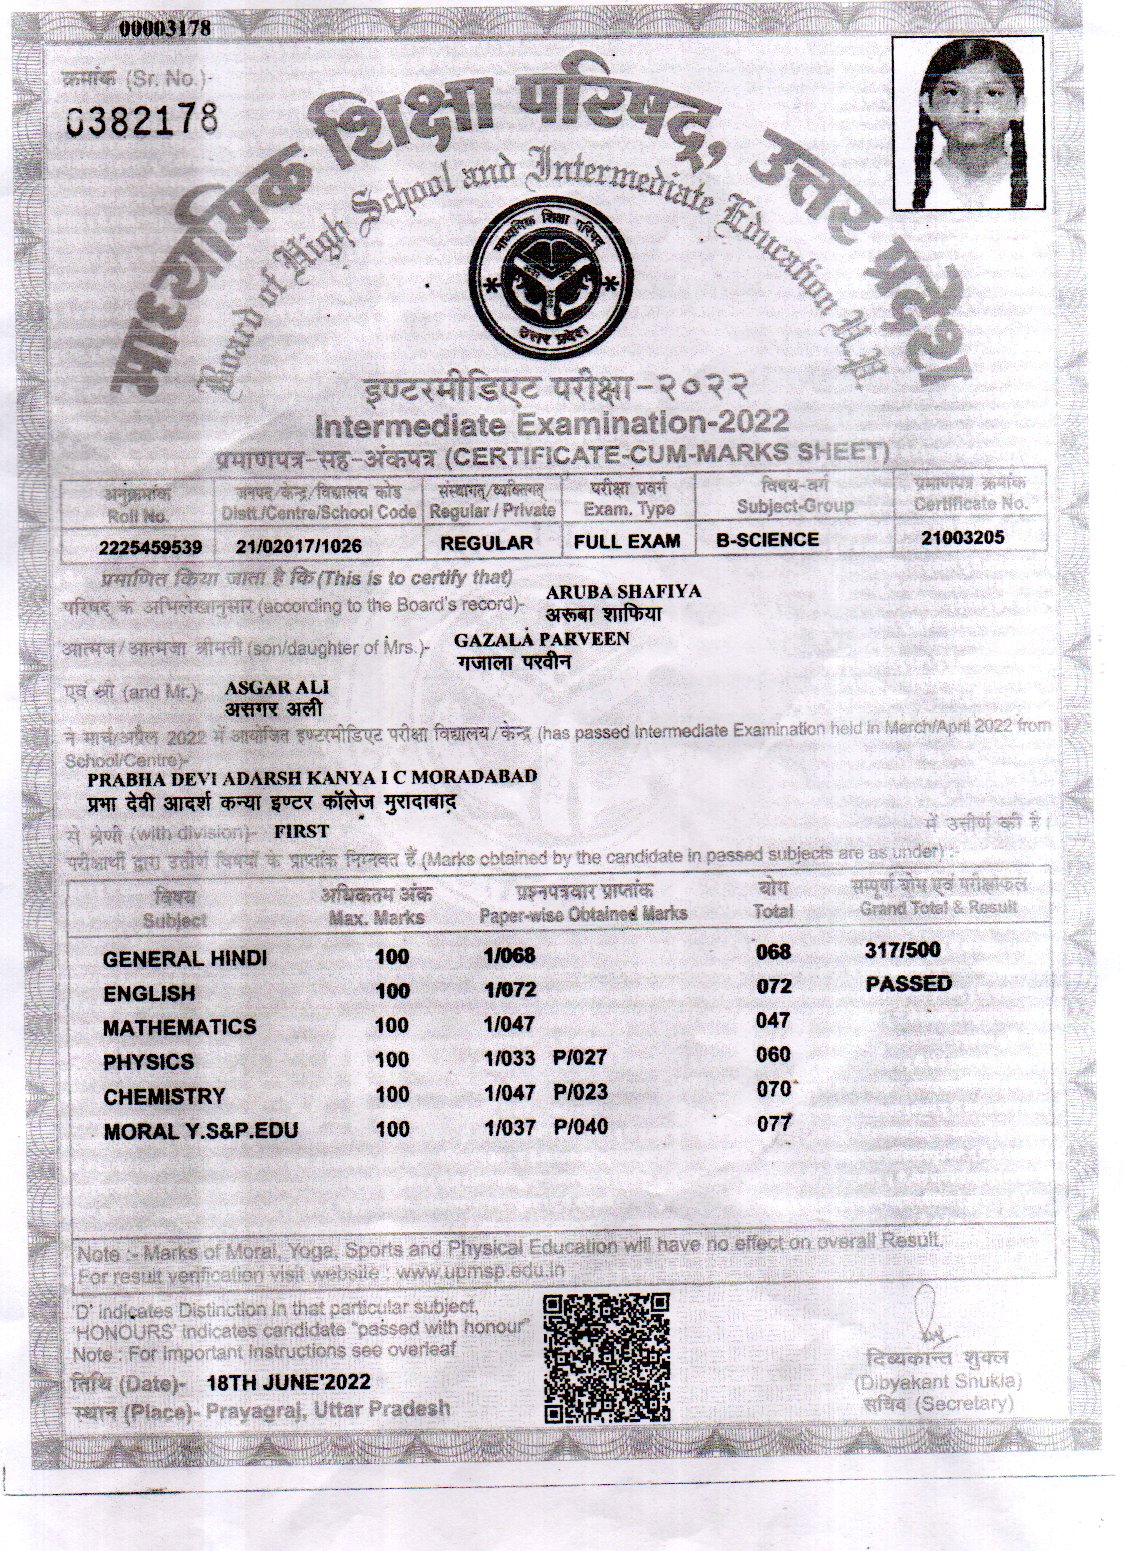 00003178
क्रमांक (Sr. No.)-
0382178
माध्यमिक शिक्षा परिषद्, उत्तर प्रदेश
Board of High School and Intermediate Education U.P.
माध्यमिक शिक्षा परिषद्
उत्तर प्रदेश
इण्टरमीडिएट परीक्षा-२०२२
Intermediate Examination-2022
प्रमाणपत्र-सह-अंकपत्र (CERTIFICATE-CUM-MARKS SHEET)
अनुक्रमांक जनपद/केन्द्र/विद्यालय कोड संस्थागत्/व्यक्तिगत् परीक्षा प्रवर्ग विषय-वर्ग प्रमाणपत्र क्रमांक
Roll No. Distt./Centre/School Code Regular / Private Exam. Type Subject-Group Certificate No.
2225459539 21/02017/1026 REGULAR FULL EXAM B-SCIENCE 21003205
प्रमाणित किया जाता है कि (This is to certify that)
ARUBA SHAFIYA
परिषद् के अभिलेखानुसार (according to the Board's record)-
अरूबा शाफिया
GAZALA PARVEEN
आत्मज/आत्मजा श्रीमती (son/daughter of Mrs.)-
गजाला परवीन
एवं श्री (and Mr.)- ASGAR ALI
असगर अली
ने मार्च/अप्रैल 2022 में आयोजित इण्टरमीडिएट परीक्षा विद्यालय/केन्द्र (has passed Intermediate Examination held in March/April 2022 from
School/Centre)-
PRABHA DEVI ADARSH KANYA I C MORADABAD
प्रभा देवी आदर्श कन्या इण्टर कॉलेज मुरादाबाद
से श्रेणी (with division)- FIRST में उत्तीर्ण की है।
परीक्षार्थी द्वारा उत्तीर्ण विषयों के प्राप्तांक निम्नवत हैं (Marks obtained by the candidate in passed subjects are as under) :-
विषय अधिकतम अंक प्रश्नपत्रवार प्राप्तांक योग सम्पूर्ण योग एवं परीक्षाफल
Subject Max. Marks Paper-wise Obtained Marks Total Grand Total & Result
GENERAL HINDI 100 1/068 068 317/500
ENGLISH 100 1/072 072 PASSED
MATHEMATICS 100 1/047 047
PHYSICS 100 1/033 P/027 060
CHEMISTRY 100 1/047 P/023 070
MORAL Y.S&P.EDU 100 1/037 P/040 077
Note :- Marks of Moral, Yoga, Sports and Physical Education will have no effect on overall Result.
For result verification visit website : www.upmsp.edu.in
'D' indicates Distinction in that particular subject,
'HONOURS' indicates candidate "passed with honour"
Note : For Important Instructions see overleaf
तिथि (Date)- 18TH JUNE'2022
स्थान (Place)- Prayagraj, Uttar Pradesh
दिव्यकान्त शुक्ल
(Dibyakant Shukla)
सचिव (Secretary)